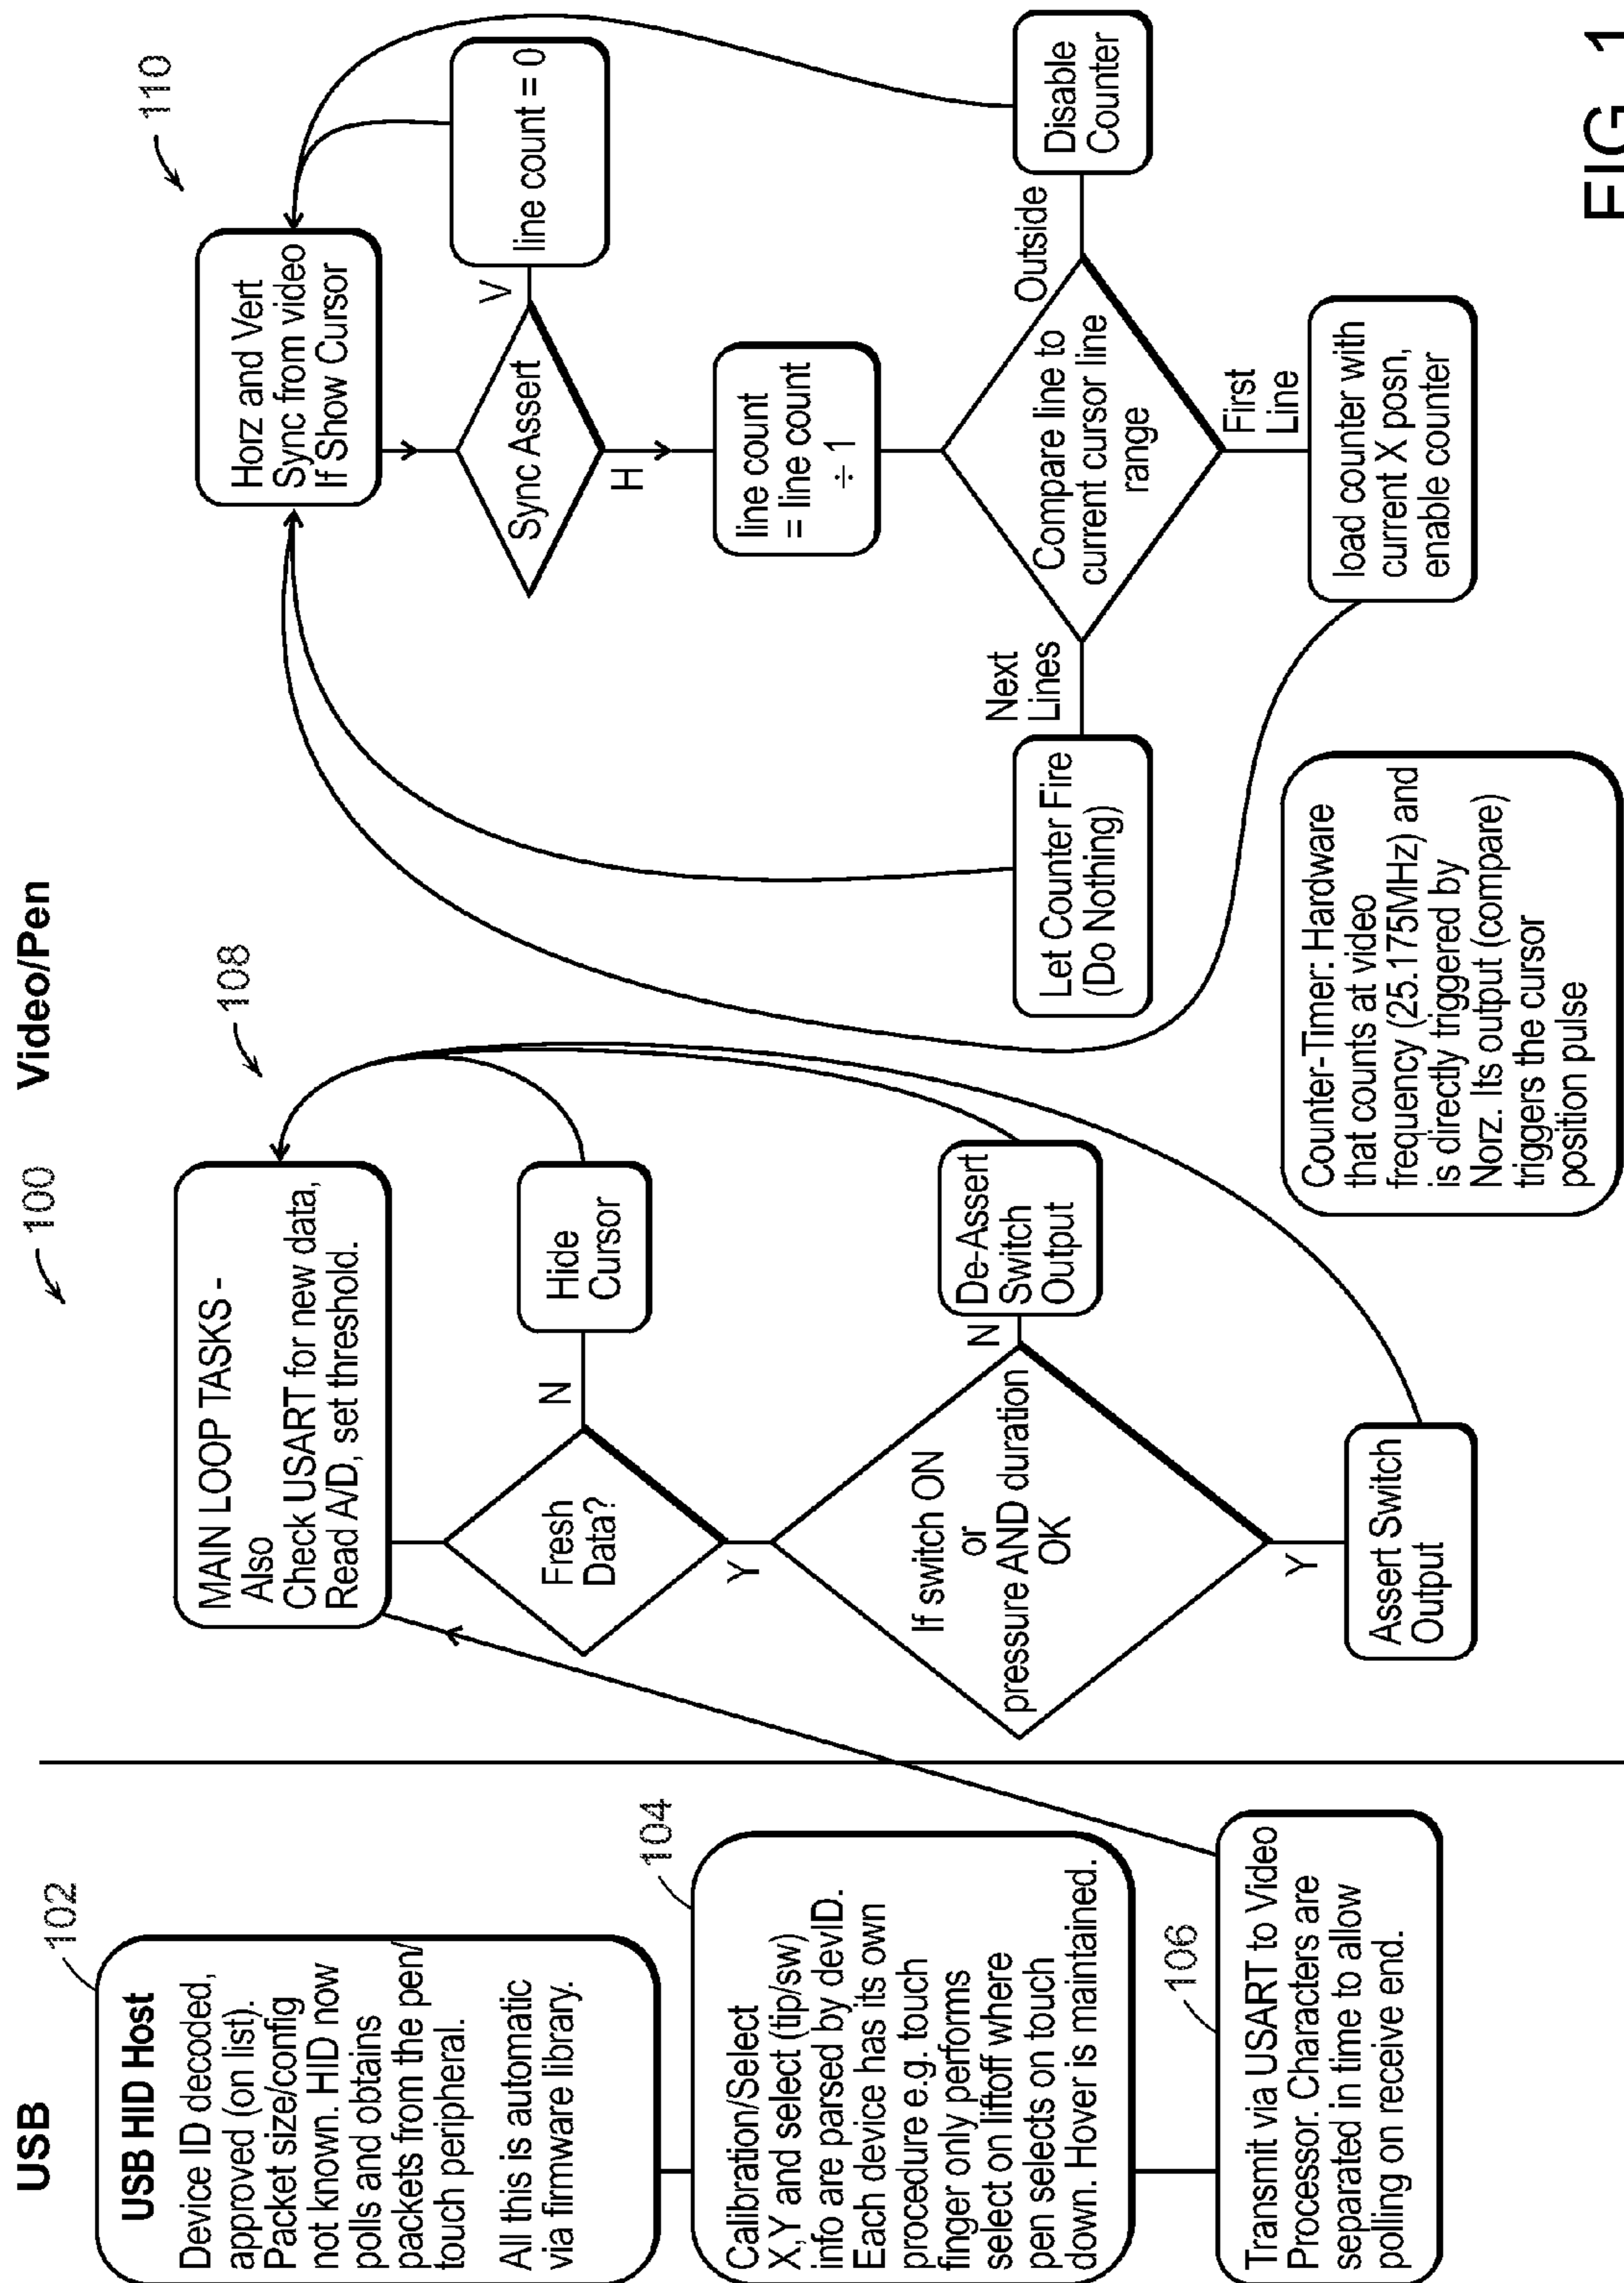 USB
102
USB HID Host
Device ID decoded,
approved (on list).
Packet size/config
not known. HID now
polls and obtains
packets from the pen/
touch peripheral.
All this is automatic
via firmware library.
104
Calibration/Select
X,Y and select (tip/sw)
info are parsed by devID.
Each device has its own
procedure e.g. touch
finger only performs
select on liftoff where
pen selects on touch
down. Hover is maintained.
106
Transmit via USART to Video
Processor. Characters are
separated in time to allow
polling on receive end.
100
Video/Pen
108
MAIN LOOP TASKS -
Also
Check USART for new data,
Read A/D, set threshold.
Fresh
Data?
N
Hide
Cursor
Y
If switch ON
or
pressure AND duration
OK
N
De-Assert
Switch
Output
Y
Assert Switch
Output
110
Horz and Vert
Sync from video
If Show Cursor
Sync Assert
V
line count = 0
H
line count
= line count
÷ 1
Compare line to
current cursor line
range
Next
Lines
Let Counter Fire
(Do Nothing)
Outside
Disable
Counter
First
Line
load counter with
current X posn,
enable counter
Counter-Timer: Hardware
that counts at video
frequency (25.175MHz) and
is directly triggered by
Norz. Its output (compare)
triggers the cursor
position pulse
FIG. 1